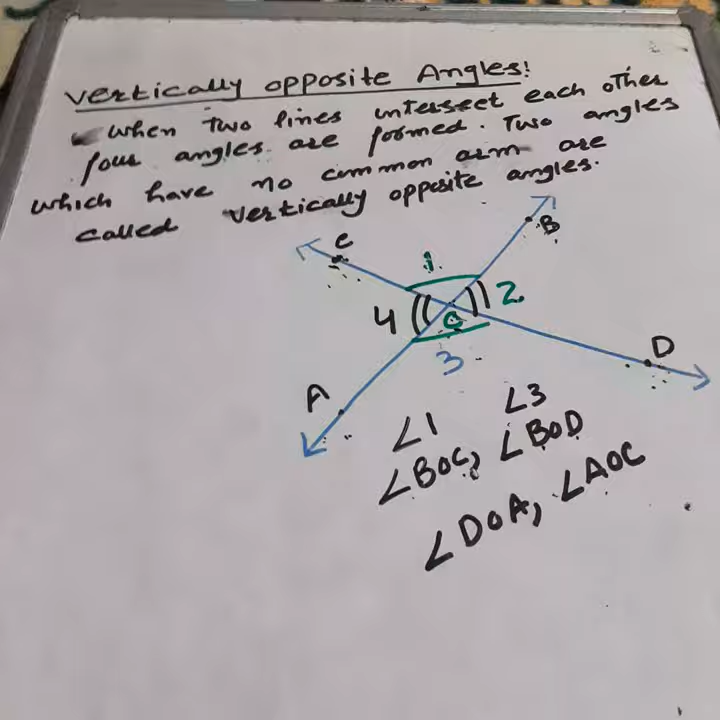 Vertically opposite Angles!
When two lines intersect each other
four angles are formed. Two angles
which have no common arm are
called vertically opposite angles.
C
B
1
4
2
O
3
D
A
∠1 ∠3
∠BOC, ∠BOD
∠DOA, ∠AOC